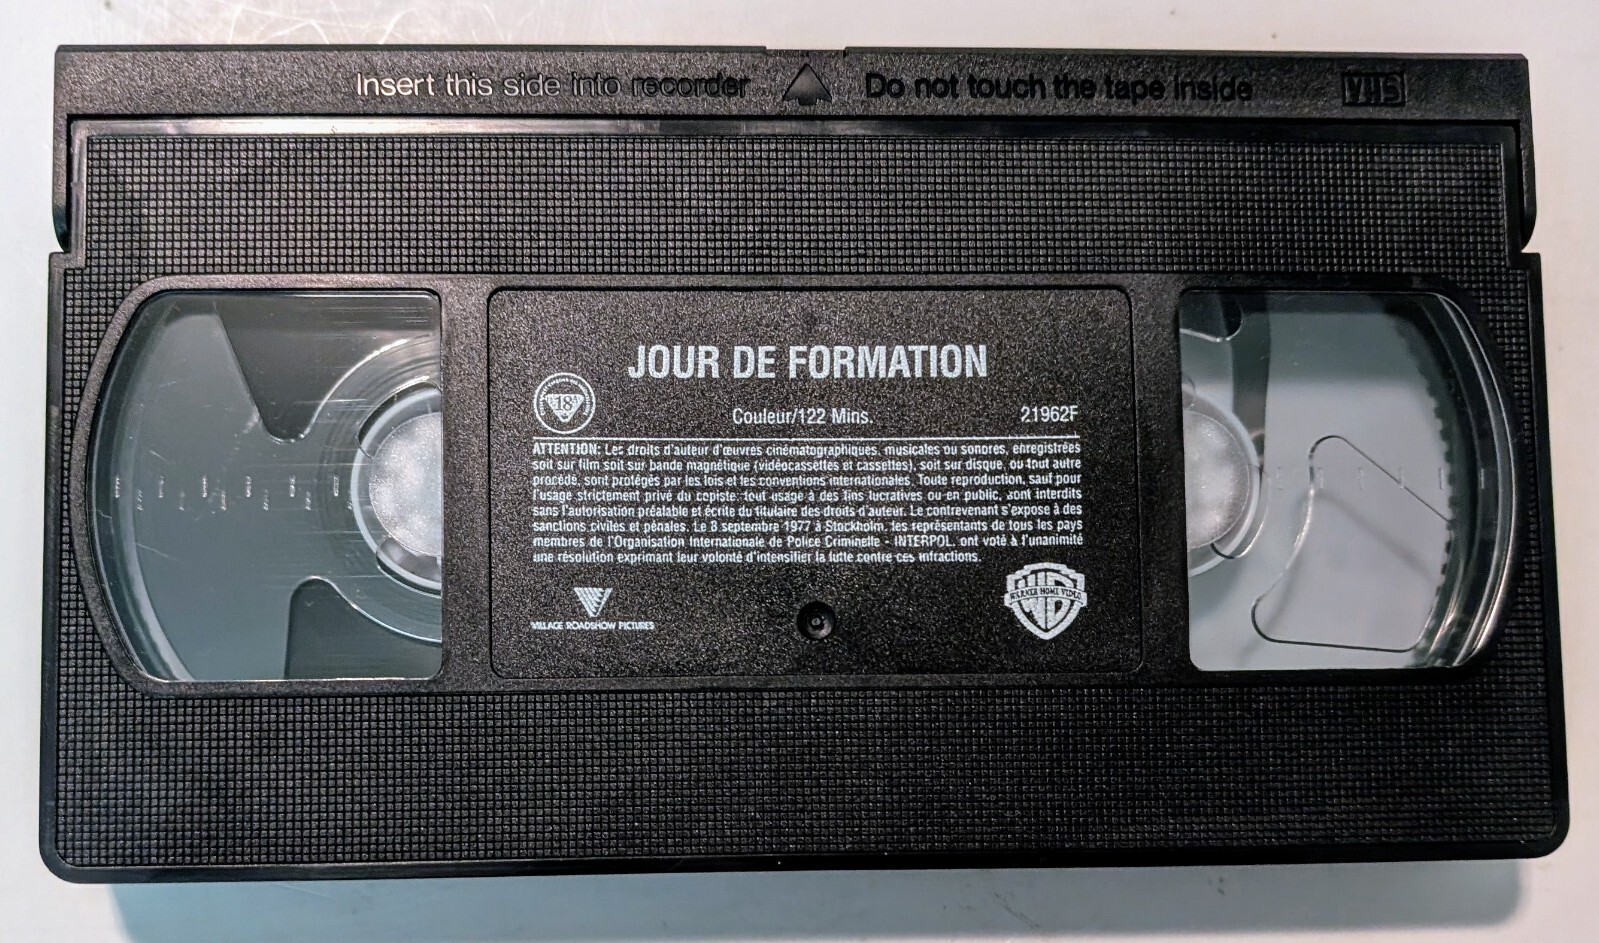 Insert this side into recorder Do not touch the tape inside VHS
JOUR DE FORMATION
18
Couleur/122 Mins. 21962F
ATTENTION: Les droits d'auteur d'œuvres cinématographiques, musicales ou sonores, enregistrées
soit sur film soit sur bande magnétique (vidéocassettes et cassettes), soit sur disque, ou tout autre
procédé, sont protégés par les lois et les conventions internationales. Toute reproduction, sauf pour
l'usage strictement privé du copiste, tout usage à des fins lucratives ou en public, sont interdits
sans l'autorisation préalable et écrite du titulaire des droits d'auteur. Le contrevenant s'expose à des
sanctions civiles et pénales. Le 8 septembre 1977 à Stockholm, les représentants de tous les pays
membres de l'Organisation Internationale de Police Criminelle - INTERPOL, ont voté à l'unanimité
une résolution exprimant leur volonté d'intensifier la lutte contre ces infractions.
VILLAGE ROADSHOW PICTURES
WARNER HOME VIDEO